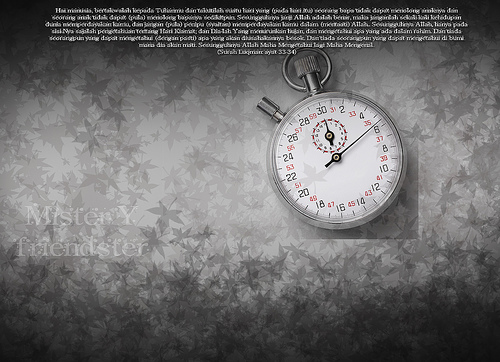 Hai manusia, bertakwalah kepada Tuhanmu dan takutilah suatu hari yang (pada hari itu) seorang bapa tidak dapat menolong anaknya dan
seorang anak tidak dapat (pula) menolong bapanya sedikitpun. Sesungguhnya janji Allah adalah benar, maka janganlah sekali-kali kehidupan
dunia memperdayakan kamu, dan jangan (pula) penipu (syaitan) memperdayakan kamu dalam (mentaati) Allah. Sesungguhnya Allah, hanya pada
sisi-Nya sajalah pengetahuan tentang Hari Kiamat; dan Dia-lah Yang menurunkan hujan, dan mengetahui apa yang ada dalam rahim. Dan tiada
seorangpun yang dapat mengetahui (dengan pasti) apa yang akan diusahakannya besok. Dan tiada seorangpun yang dapat mengetahui di bumi
mana dia akan mati. Sesungguhnya Allah Maha Mengetahui lagi Maha Mengenal.
(Surah Luqman ayat 33-34)
MisterY
friendster